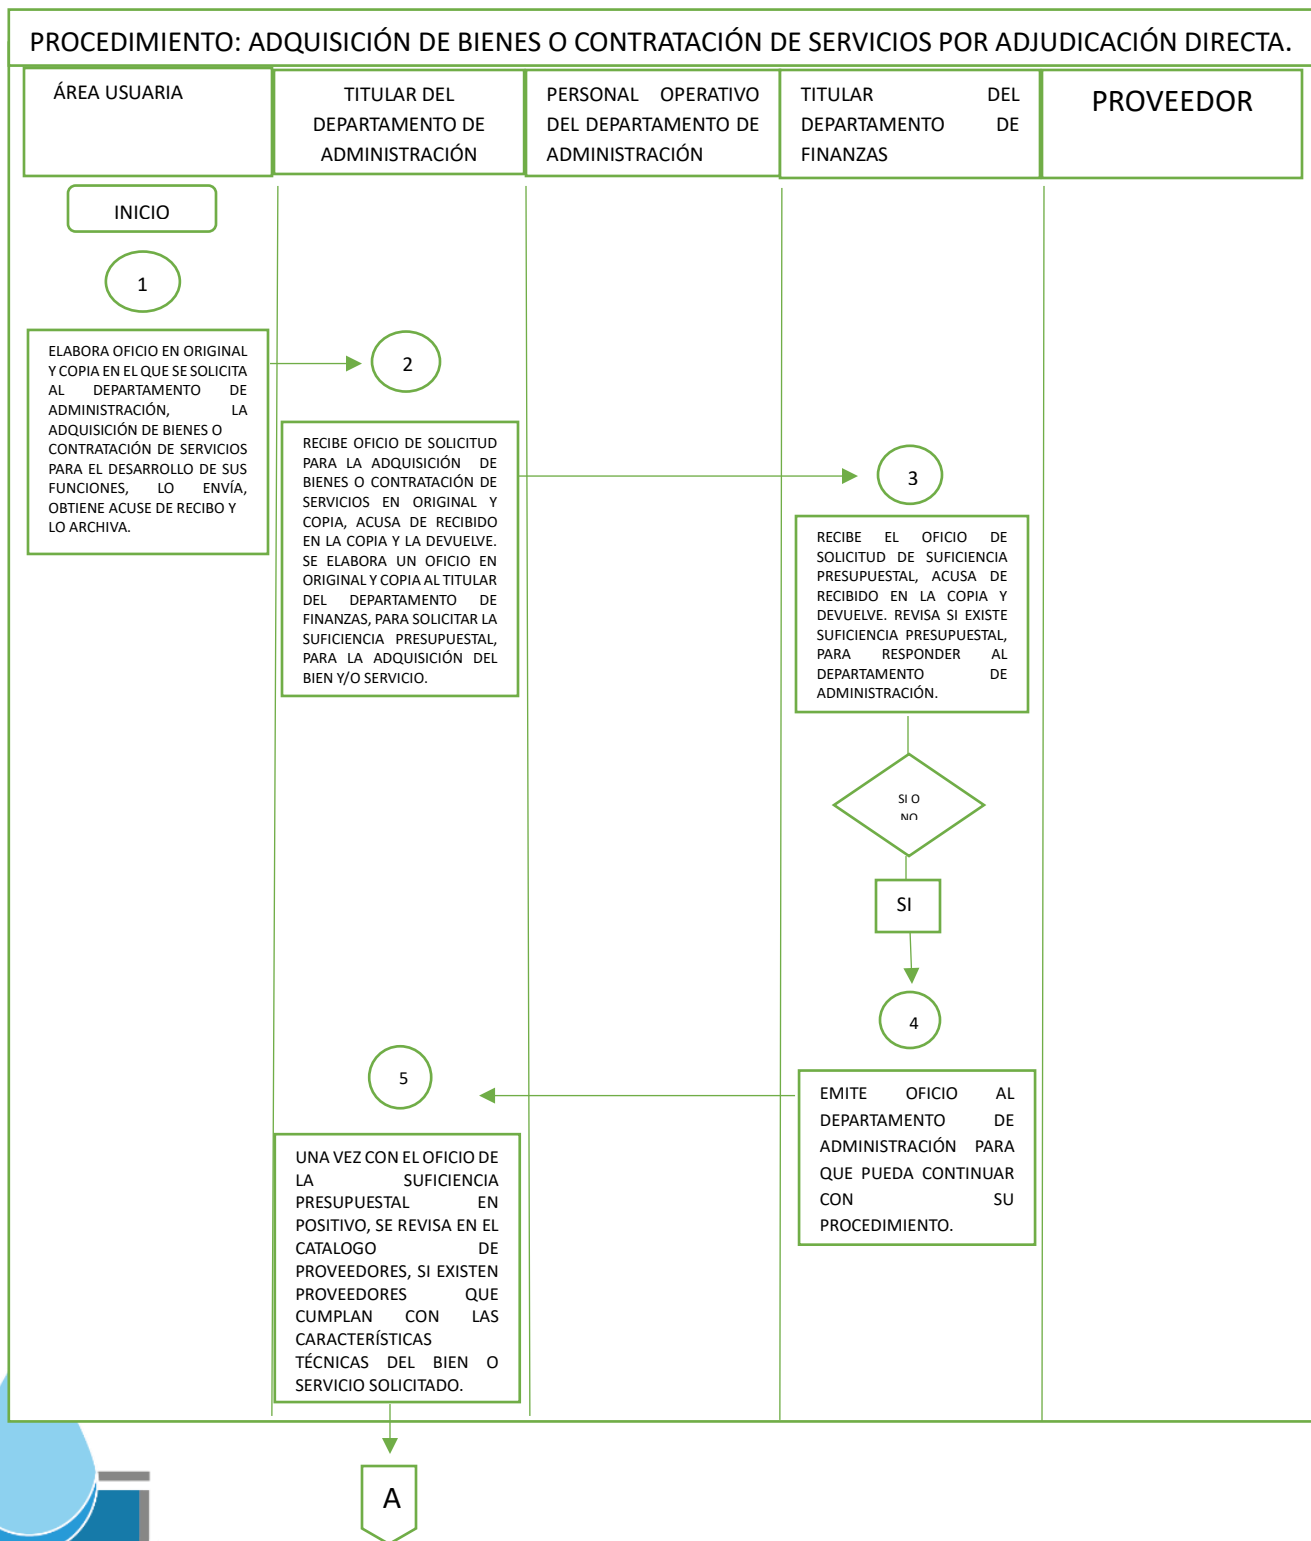 PROCEDIMIENTO: ADQUISICIÓN DE BIENES O CONTRATACIÓN DE SERVICIOS POR ADJUDICACIÓN DIRECTA.
ÁREA USUARIA
TITULAR DEL
DEPARTAMENTO DE
ADMINISTRACIÓN
PERSONAL OPERATIVO
DEL DEPARTAMENTO DE
ADMINISTRACIÓN
TITULAR DEL
DEPARTAMENTO DE
FINANZAS
PROVEEDOR
INICIO
1
ELABORA OFICIO EN ORIGINAL
Y COPIA EN EL QUE SE SOLICITA
AL DEPARTAMENTO DE
ADMINISTRACIÓN, LA
ADQUISICIÓN DE BIENES O
CONTRATACIÓN DE SERVICIOS
PARA EL DESARROLLO DE SUS
FUNCIONES, LO ENVÍA,
OBTIENE ACUSE DE RECIBO Y
LO ARCHIVA.
2
RECIBE OFICIO DE SOLICITUD
PARA LA ADQUISICIÓN DE
BIENES O CONTRATACIÓN DE
SERVICIOS EN ORIGINAL Y
COPIA, ACUSA DE RECIBIDO
EN LA COPIA Y LA DEVUELVE.
SE ELABORA UN OFICIO EN
ORIGINAL Y COPIA AL TITULAR
DEL DEPARTAMENTO DE
FINANZAS, PARA SOLICITAR LA
SUFICIENCIA PRESUPUESTAL,
PARA LA ADQUISICIÓN DEL
BIEN Y/O SERVICIO.
3
RECIBE EL OFICIO DE
SOLICITUD DE SUFICIENCIA
PRESUPUESTAL, ACUSA DE
RECIBIDO EN LA COPIA Y
DEVUELVE. REVISA SI EXISTE
SUFICIENCIA PRESUPUESTAL,
PARA RESPONDER AL
DEPARTAMENTO DE
ADMINISTRACIÓN.
SI O
NO
SI
4
EMITE OFICIO AL
DEPARTAMENTO DE
ADMINISTRACIÓN PARA
QUE PUEDA CONTINUAR
CON SU
PROCEDIMIENTO.
5
UNA VEZ CON EL OFICIO DE
LA SUFICIENCIA
PRESUPUESTAL EN
POSITIVO, SE REVISA EN EL
CATALOGO DE
PROVEEDORES, SI EXISTEN
PROVEEDORES QUE
CUMPLAN CON LAS
CARACTERÍSTICAS
TÉCNICAS DEL BIEN O
SERVICIO SOLICITADO.
A